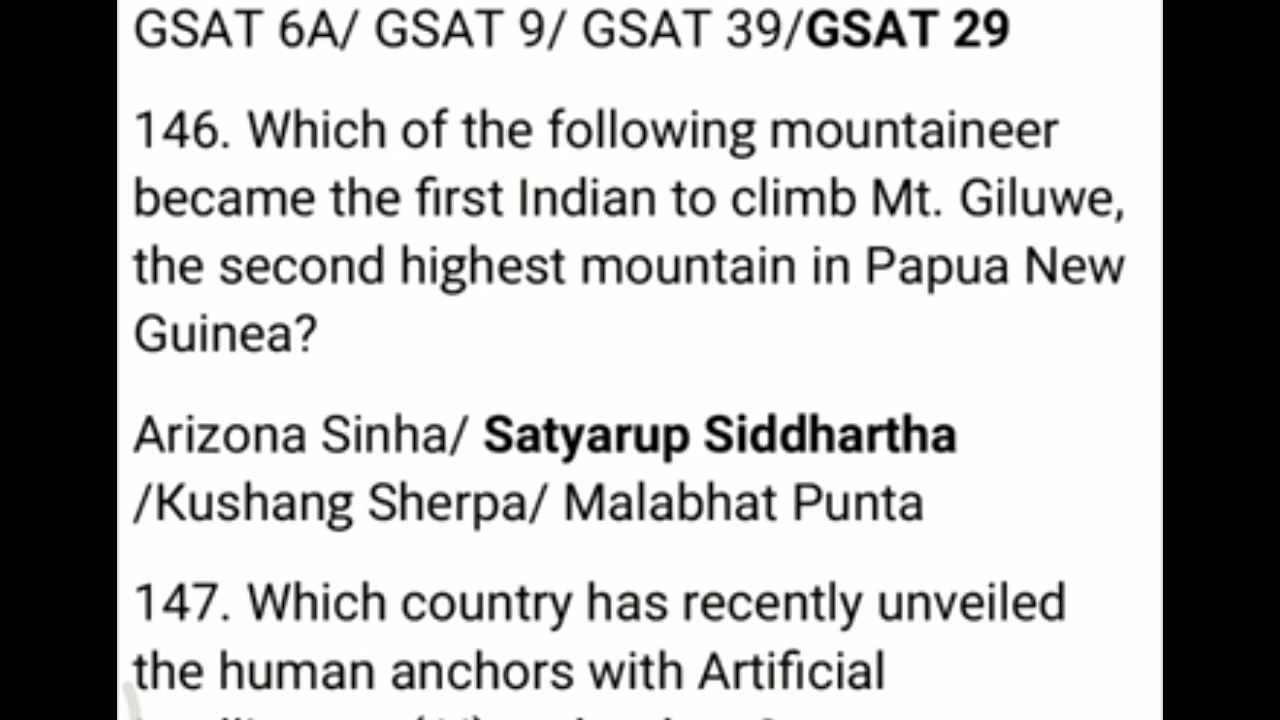 GSAT 6A/ GSAT 9/ GSAT 39/GSAT 29
146. Which of the following mountaineer
became the first Indian to climb Mt. Giluwe,
the second highest mountain in Papua New
Guinea?
Arizona Sinha/ Satyarup Siddhartha
/Kushang Sherpa/ Malabhat Punta
147. Which country has recently unveiled
the human anchors with Artificial